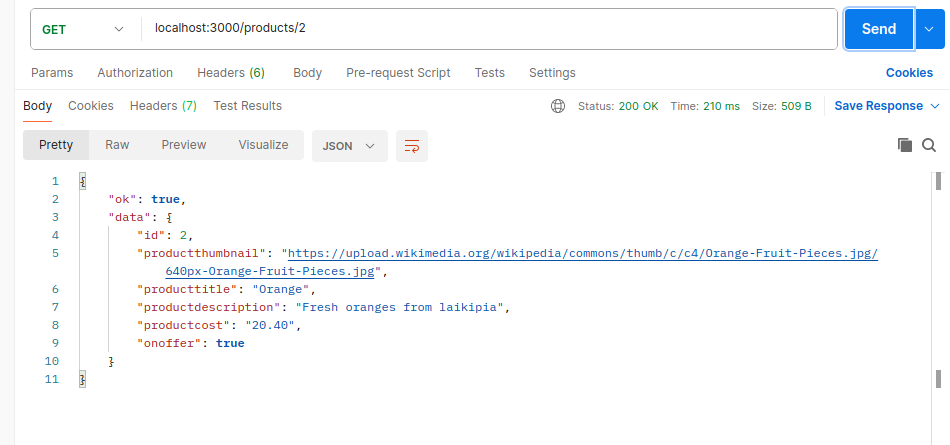 GET localhost:3000/products/2 Send
Params Authorization Headers (6) Body Pre-request Script Tests Settings Cookies
Body Cookies Headers (7) Test Results Status: 200 OK Time: 210 ms Size: 509 B Save Response
Pretty Raw Preview Visualize JSON
1 {
2 "ok": true,
3 "data": {
4 "id": 2,
5 "productthumbnail": "https://upload.wikimedia.org/wikipedia/commons/thumb/c/c4/Orange-Fruit-Pieces.jpg/
640px-Orange-Fruit-Pieces.jpg",
6 "producttitle": "Orange",
7 "productdescription": "Fresh oranges from laikipia",
8 "productcost": "20.40",
9 "onoffer": true
10 }
11 }